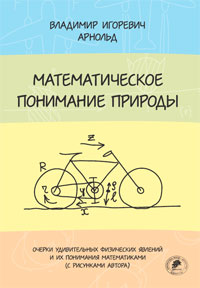 ВЛАДИМИР ИГОРЕВИЧ
АРНОЛЬД
МАТЕМАТИЧЕСКОЕ
ПОНИМАНИЕ ПРИРОДЫ
z
R
r
x
ОЧЕРКИ УДИВИТЕЛЬНЫХ ФИЗИЧЕСКИХ ЯВЛЕНИЙ
И ИХ ПОНИМАНИЯ МАТЕМАТИКАМИ
(С РИСУНКАМИ АВТОРА)